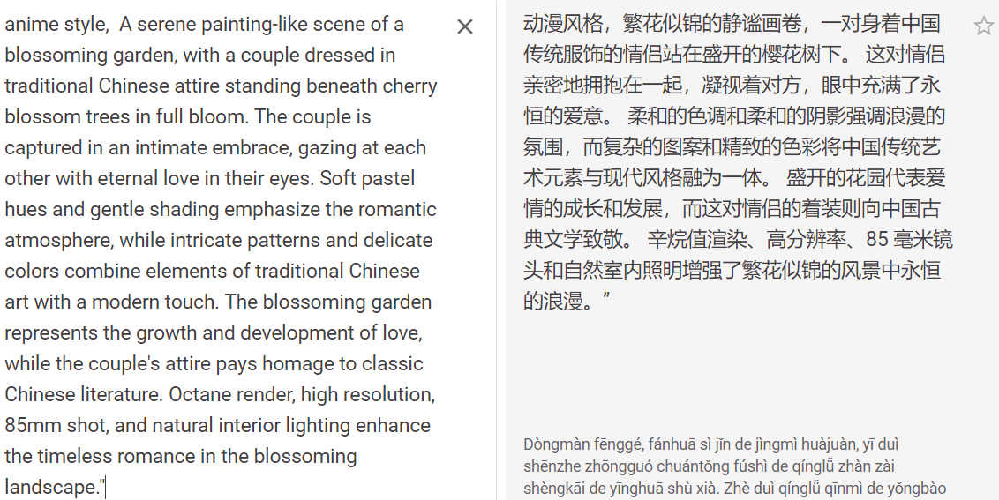 anime style,  A serene painting-like scene of a
blossoming garden, with a couple dressed in
traditional Chinese attire standing beneath cherry
blossom trees in full bloom. The couple is
captured in an intimate embrace, gazing at each
other with eternal love in their eyes. Soft pastel
hues and gentle shading emphasize the romantic
atmosphere, while intricate patterns and delicate
colors combine elements of traditional Chinese
art with a modern touch. The blossoming garden
represents the growth and development of love,
while the couple's attire pays homage to classic
Chinese literature. Octane render, high resolution,
85mm shot, and natural interior lighting enhance
the timeless romance in the blossoming
landscape."
动漫风格，繁花似锦的静谧画卷，一对身着中国
传统服饰的情侣站在盛开的樱花树下。 这对情侣
亲密地拥抱在一起，凝视着对方，眼中充满了永
恒的爱意。 柔和的色调和柔和的阴影强调浪漫的
氛围，而复杂的图案和精致的色彩将中国传统艺
术元素与现代风格融为一体。 盛开的花园代表爱
情的成长和发展，而这对情侣的着装则向中国古
典文学致敬。 辛烷值渲染、高分辨率、85 毫米镜
头和自然室内照明增强了繁花似锦的风景中永恒
的浪漫。”
Dòngmàn fēnggé, fánhuā sì jǐn de jìngmì huàjuàn, yī duì
shēnzhe zhōngguó chuántǒng fúshì de qínglǚ zhàn zài
shèngkāi de yīnghuā shù xià. Zhè duì qínglǚ qīnmì de yǒngbào